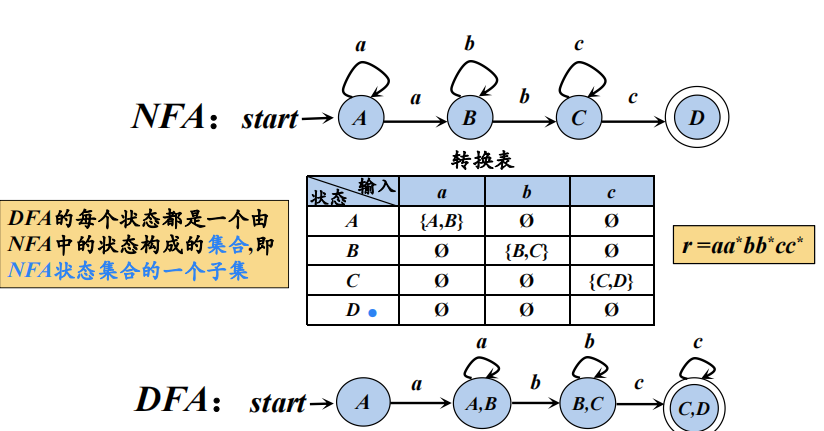 a b c
NFA：start A a B b C c D
转换表
状态 输入 a b c
A {A,B} Ø Ø
B Ø {B,C} Ø
C Ø Ø {C,D}
D Ø Ø Ø
DFA的每个状态都是一个由
NFA中的状态构成的集合,即
NFA状态集合的一个子集
r =aa*bb*cc*
a b c
DFA：start A a A,B b B,C c C,D